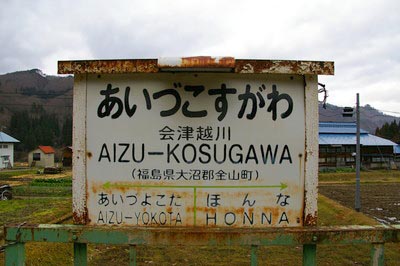 あいづこすがわ
会津越川
AIZU-KOSUGAWA
(福島県大沼郡金山町)
あいづよこた ほんな
AIZU-YOKOTA HONNA